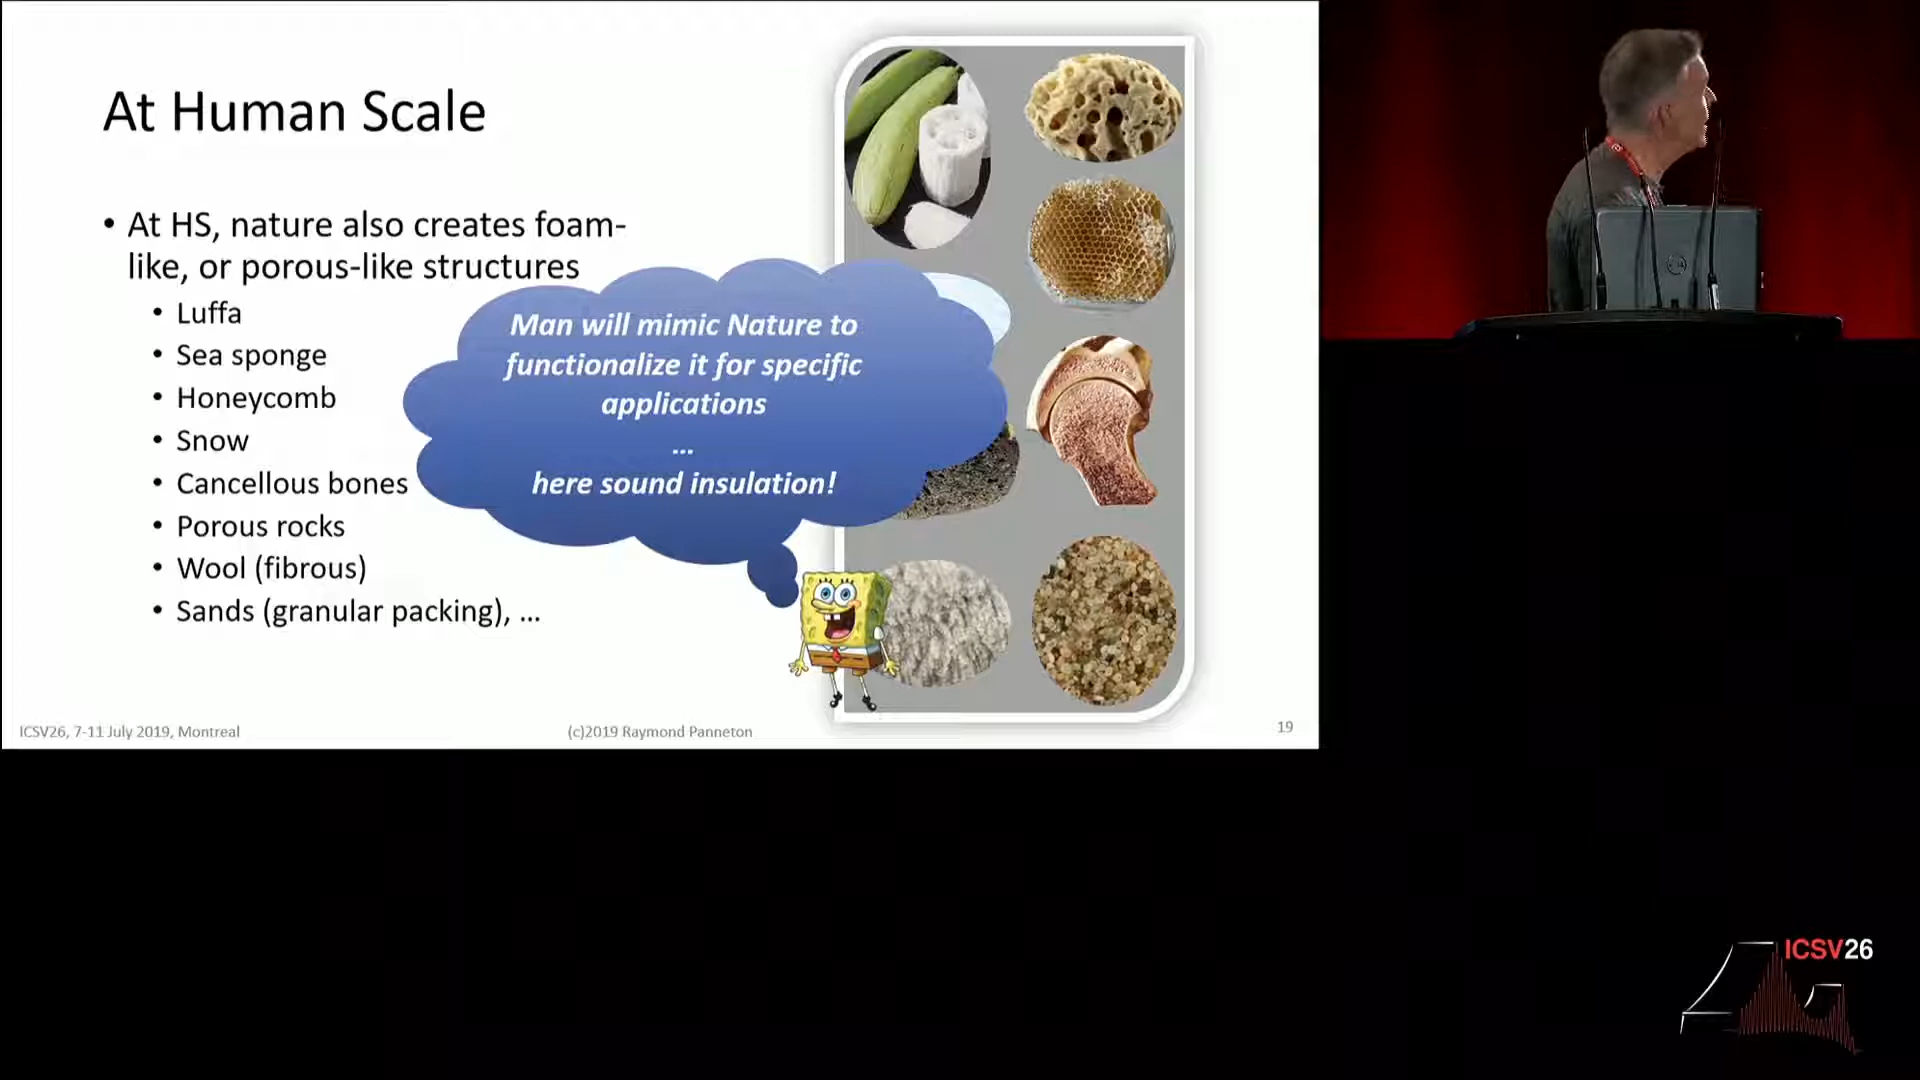 At Human Scale
• At HS, nature also creates foam-
like, or porous-like structures
• Luffa
• Sea sponge
• Honeycomb
• Snow
• Cancellous bones
• Porous rocks
• Wool (fibrous)
• Sands (granular packing), ...
Man will mimic Nature to
functionalize it for specific
applications
...
here sound insulation!
ICSV26, 7-11 July 2019, Montreal
(c)2019 Raymond Panneton
19
ICSV26